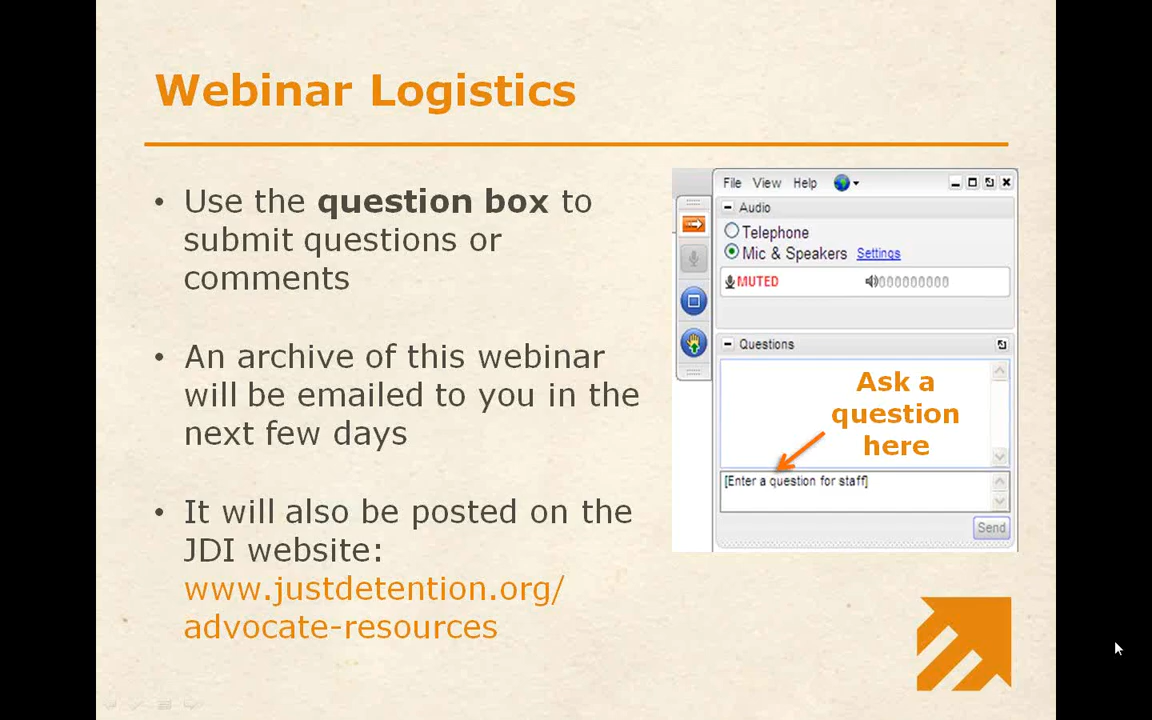 Webinar Logistics
• Use the question box to
submit questions or
comments
• An archive of this webinar
will be emailed to you in the
next few days
• It will also be posted on the
JDI website:
www.justdetention.org/
advocate-resources
File View Help
Audio
Telephone
Mic & Speakers Settings
MUTED 000000000
Questions
Ask a
question
here
[Enter a question for staff]
Send